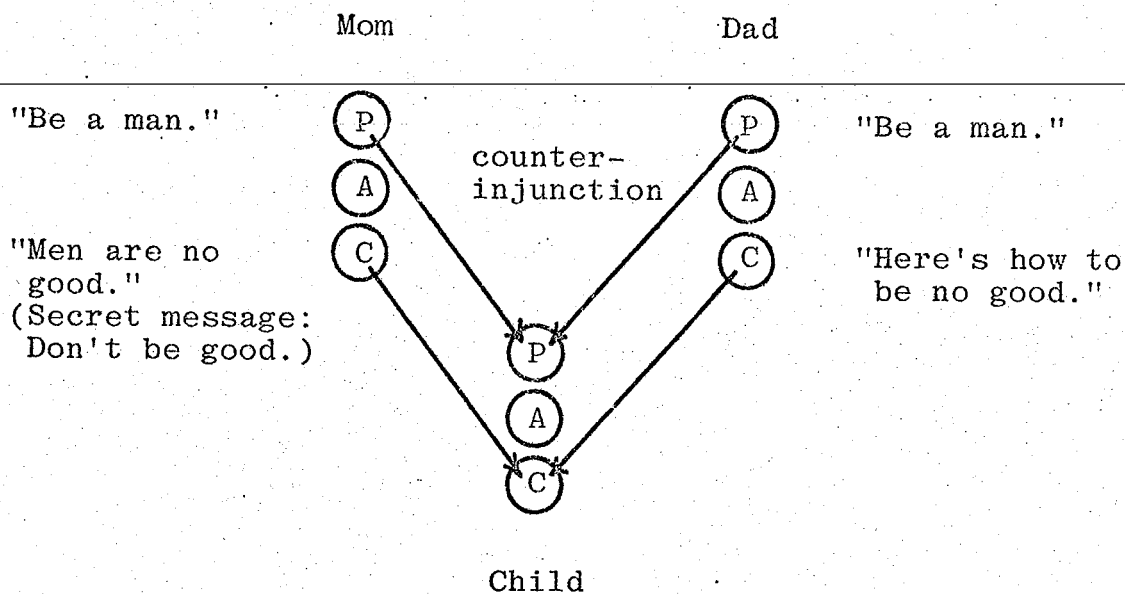 Mom Dad
"Be a man." P P "Be a man."
counter-
injunction
A A
"Men are no
good."
(Secret message:
Don't be good.)
C C
"Here's how to
be no good."
P
A
C
Child